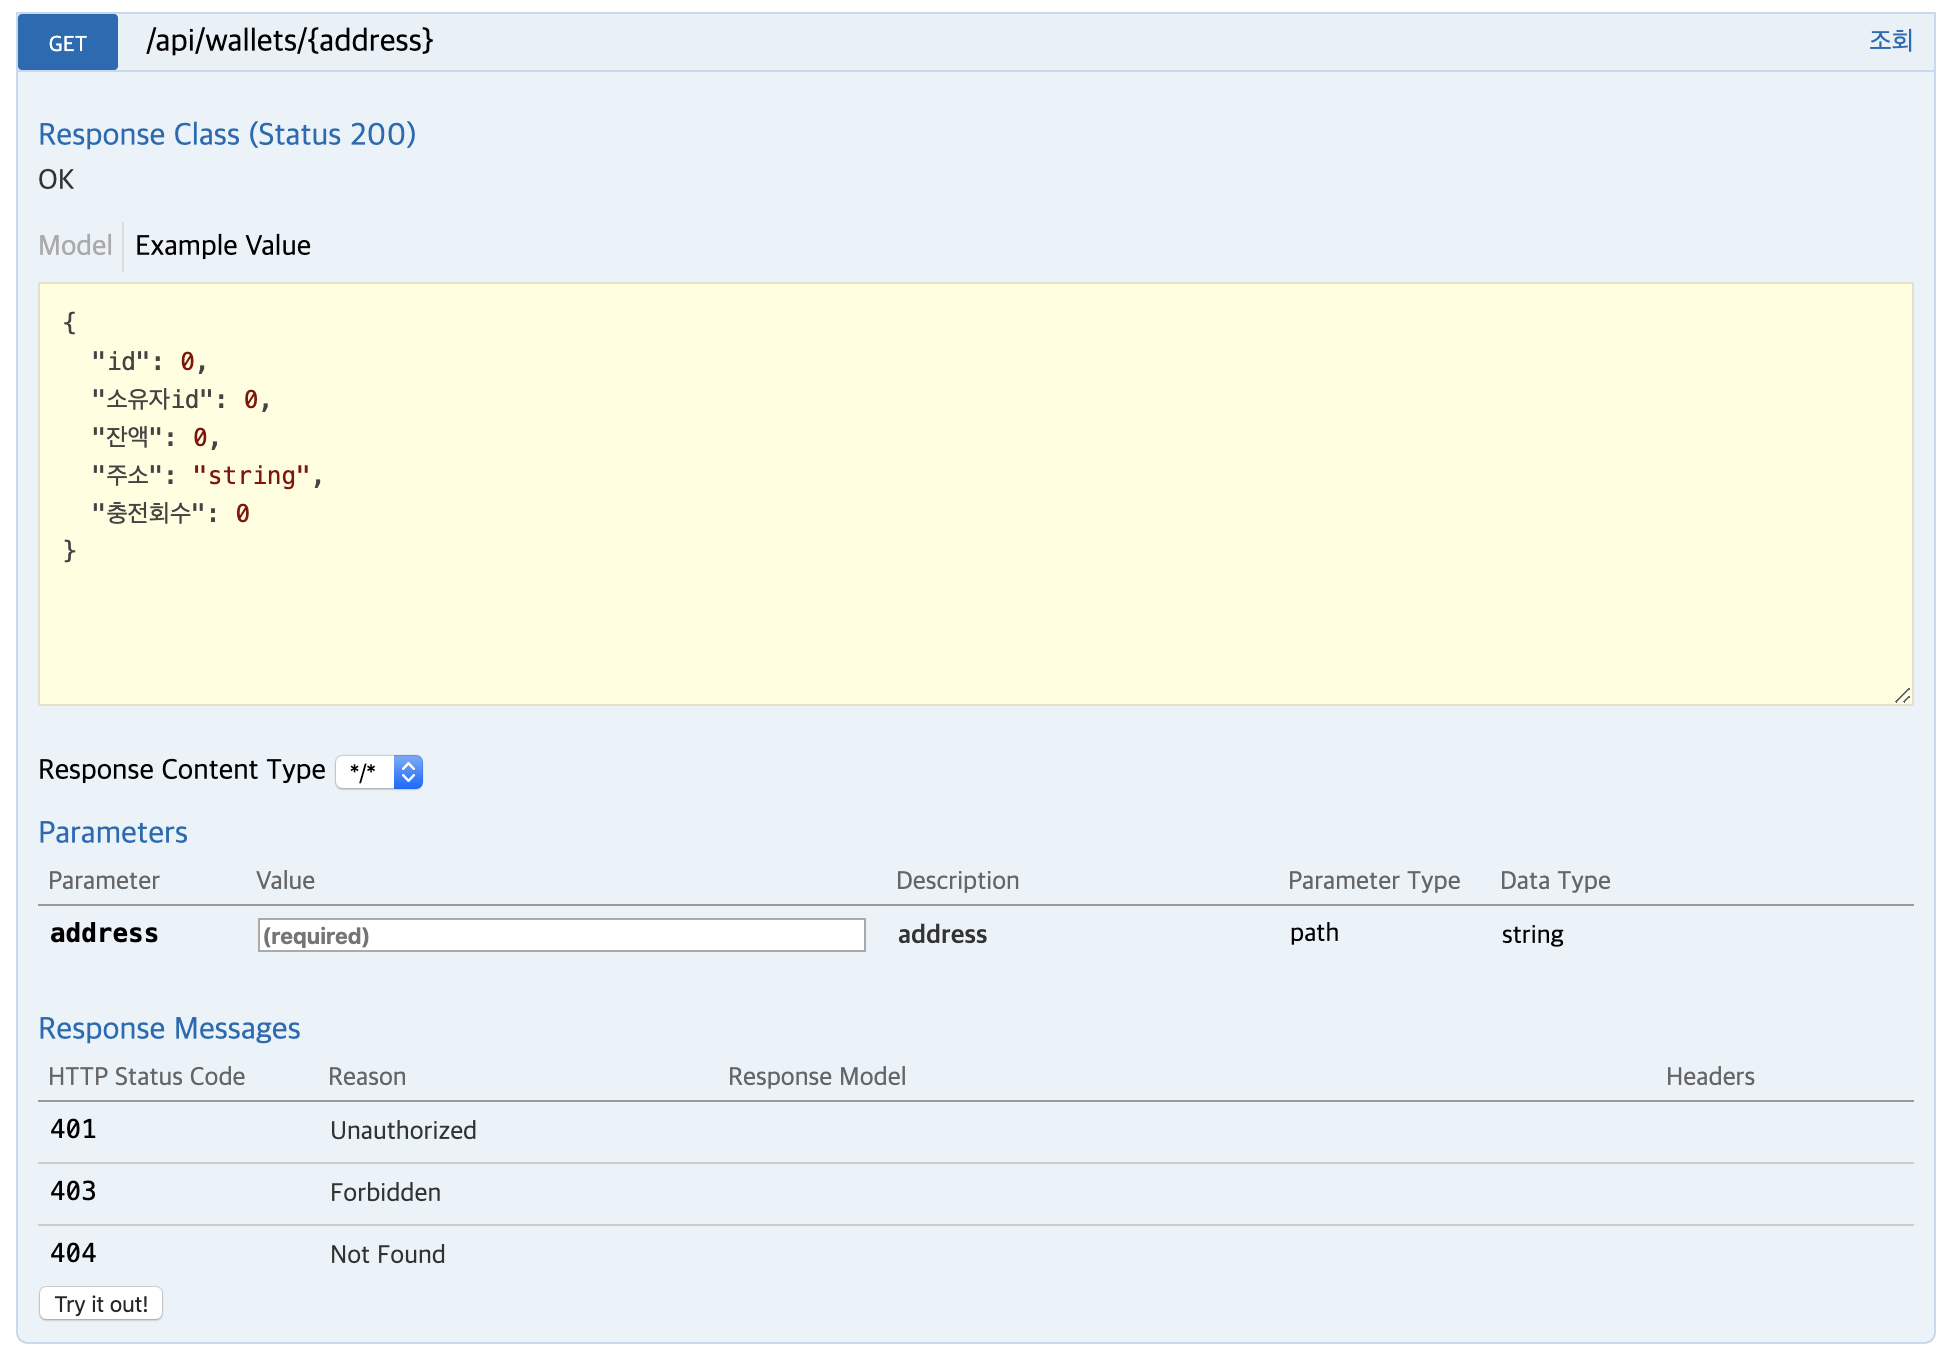 GET /api/wallets/{address} 조회
Response Class (Status 200)
OK
Model Example Value
{
"id": 0,
"소유자id": 0,
"잔액": 0,
"주소": "string",
"충전회수": 0
}
Response Content Type */*
Parameters
Parameter Value Description Parameter Type Data Type
address (required) address path string
Response Messages
HTTP Status Code Reason Response Model Headers
401 Unauthorized
403 Forbidden
404 Not Found
Try it out!